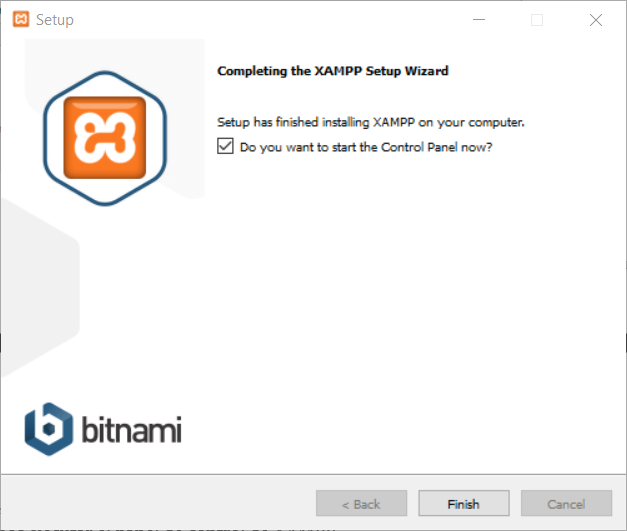 Setup
Completing the XAMPP Setup Wizard
Setup has finished installing XAMPP on your computer.
Do you want to start the Control Panel now?
bitnami
< Back
Finish
Cancel